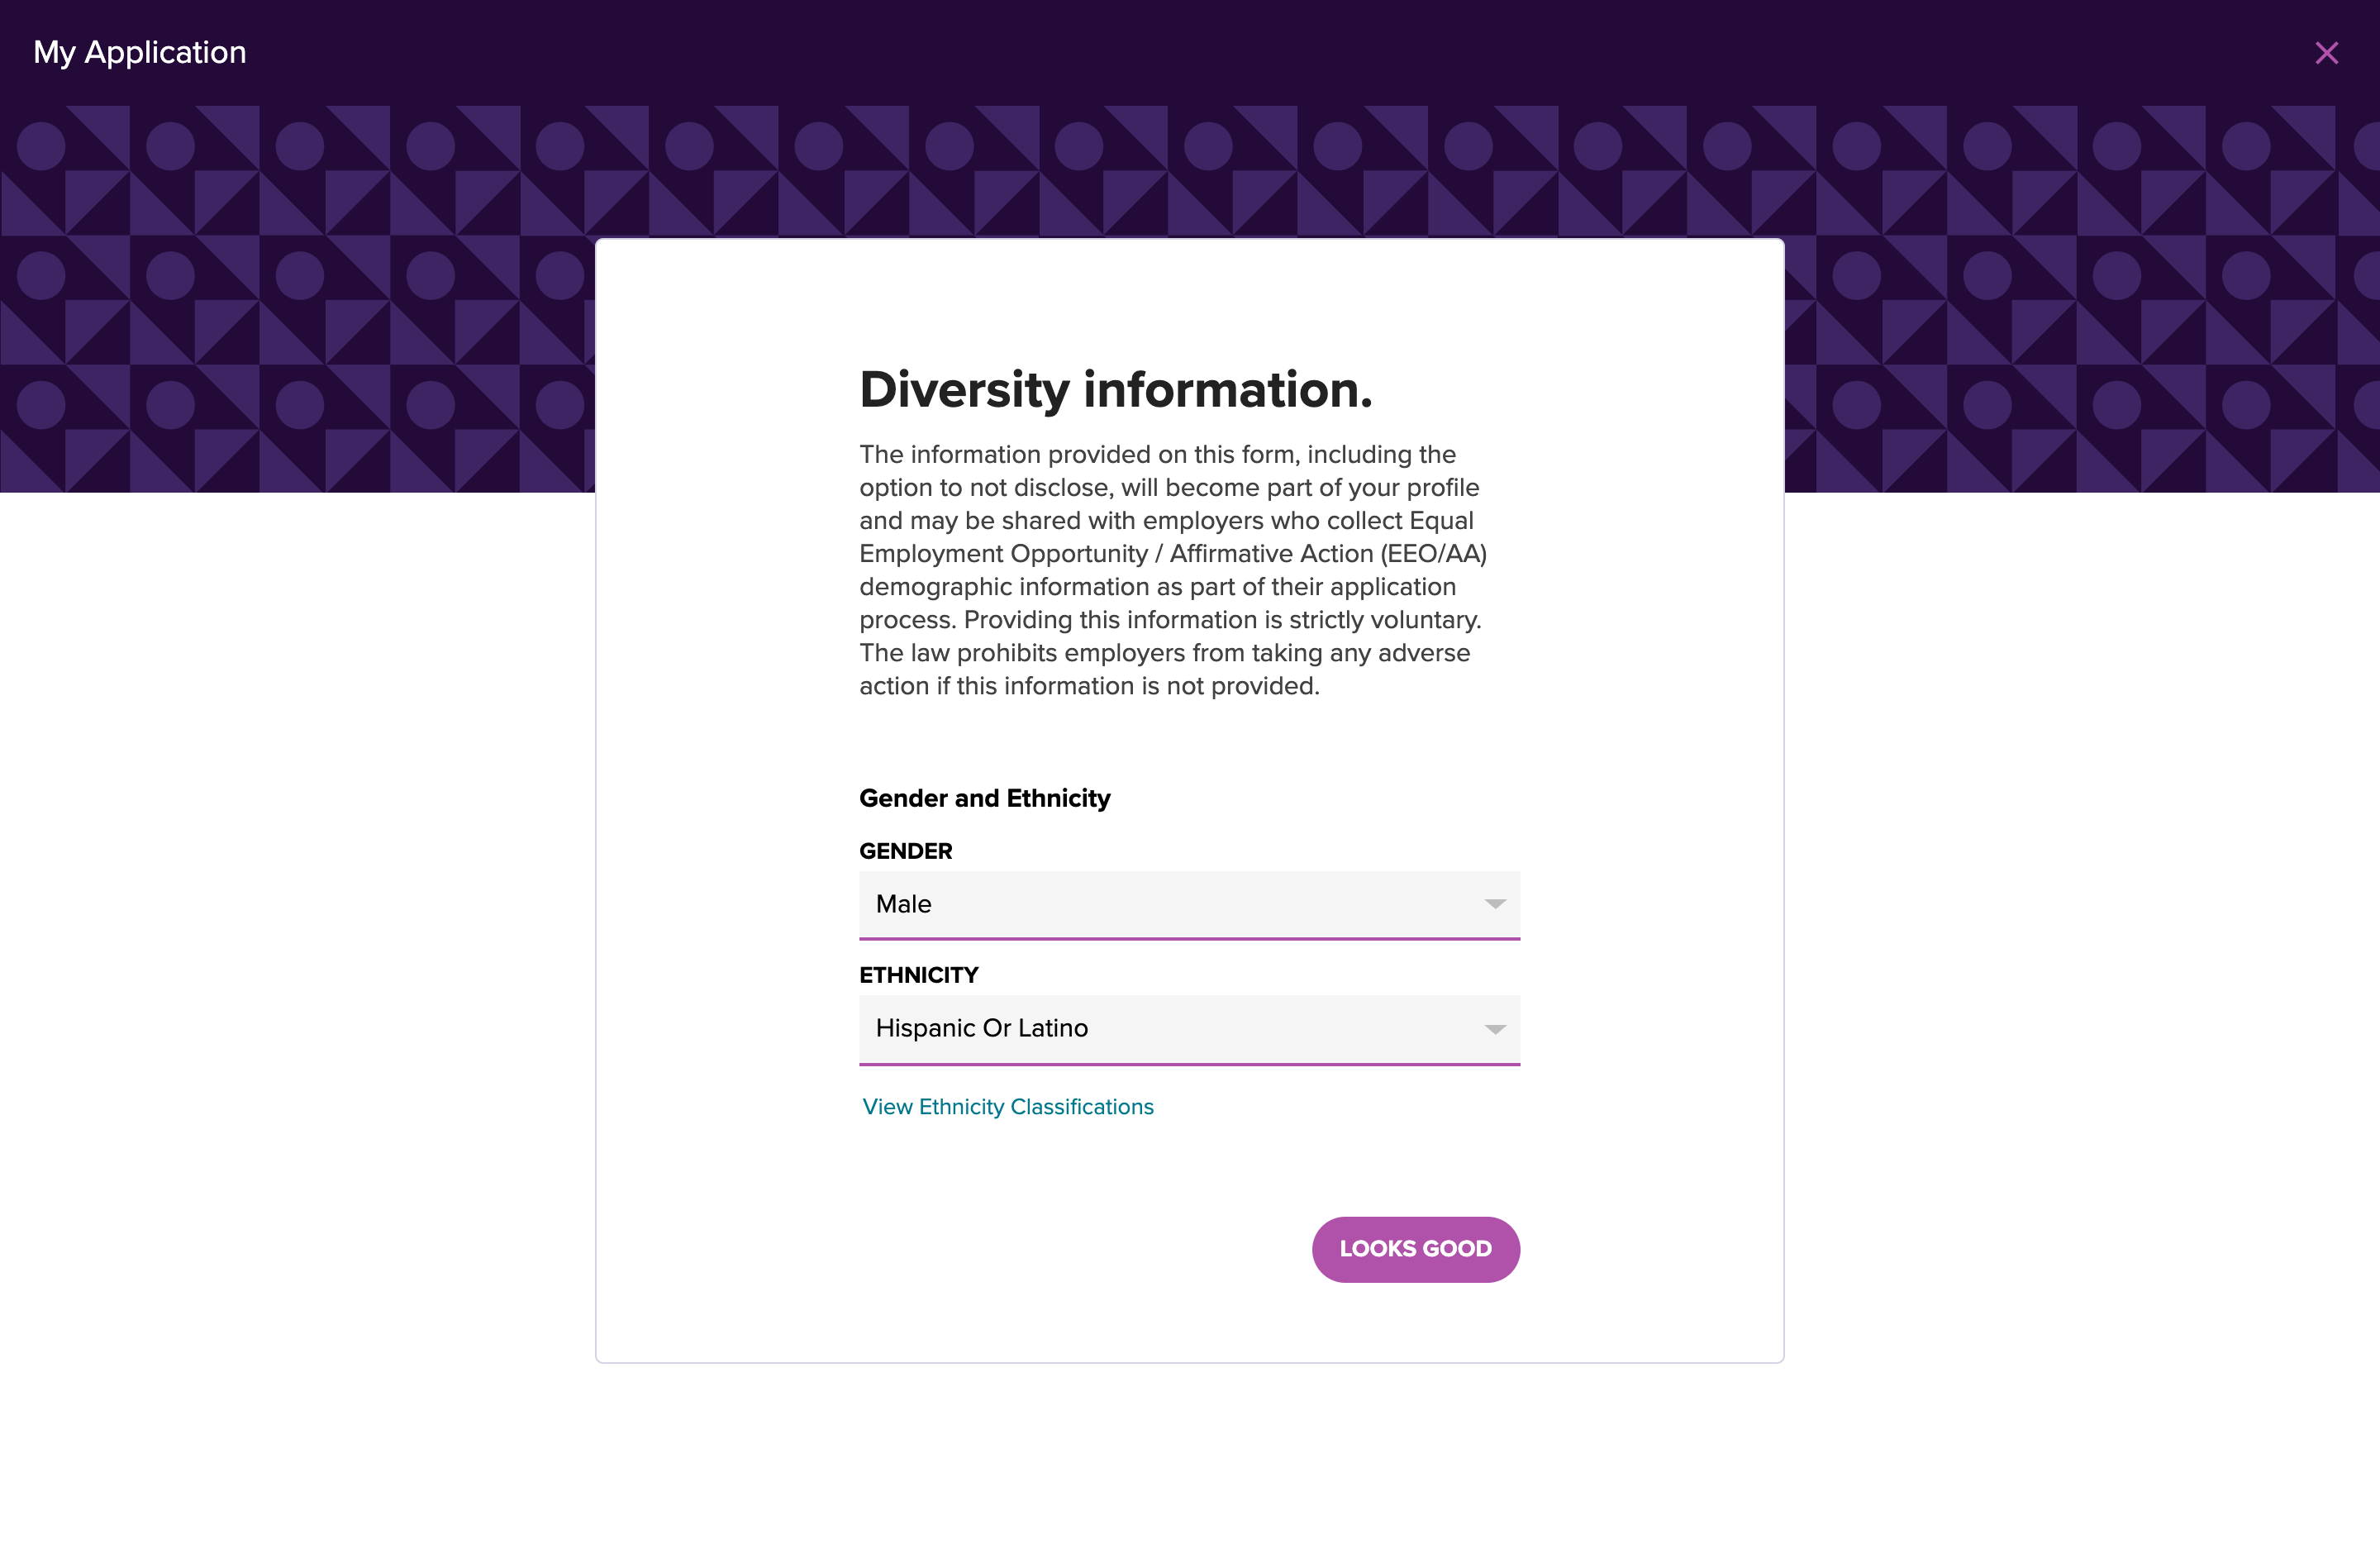 My Application
Diversity information.
The information provided on this form, including the
option to not disclose, will become part of your profile
and may be shared with employers who collect Equal
Employment Opportunity / Affirmative Action (EEO/AA)
demographic information as part of their application
process. Providing this information is strictly voluntary.
The law prohibits employers from taking any adverse
action if this information is not provided.
Gender and Ethnicity
GENDER
Male
ETHNICITY
Hispanic Or Latino
View Ethnicity Classifications
LOOKS GOOD